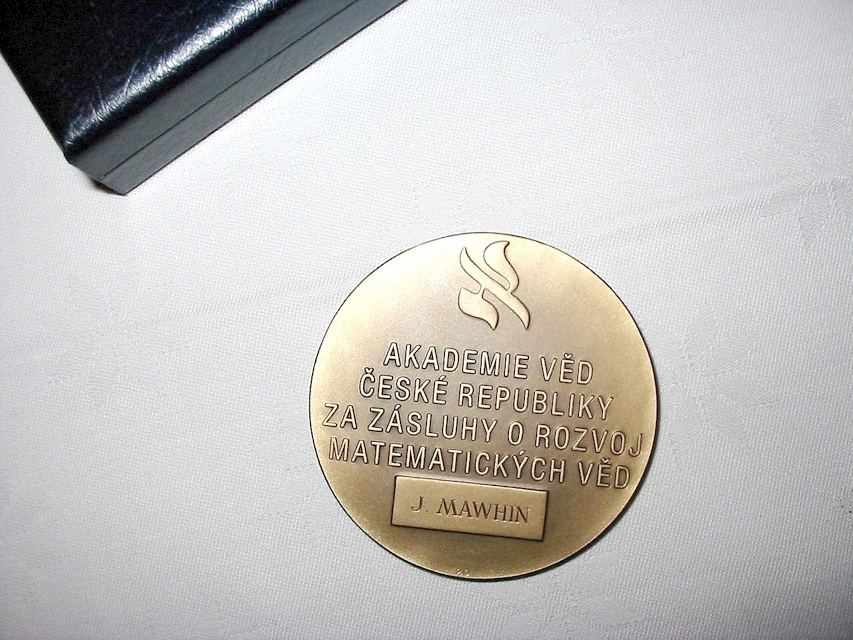 AKADEMIE VĚD
ČESKÉ REPUBLIKY
ZA ZÁSLUHY O ROZVOJ
MATEMATICKÝCH VĚD
J. MAWHIN